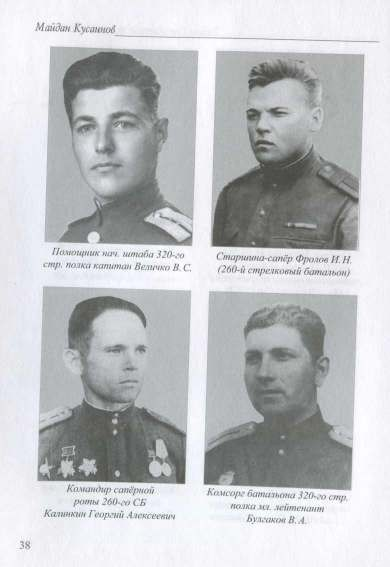 Майдан Кусаинов
Помощник нач. штаба 320-го
стр. полка капитан Величко В. С.
Старшина-сапёр Фролов И. Н.
(260-й стрелковый батальон)
Командир сапёрной
роты 260-го СБ
Калинкин Георгий Алексеевич
Комсорг батальона 320-го стр.
полка мл. лейтенант
Булгаков В. А.
38